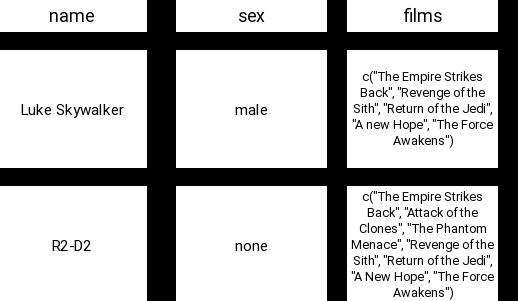 name
sex
films
Luke Skywalker
male
c("The Empire Strikes
Back", "Revenge of the
Sith", "Return of the Jedi",
"A new Hope", "The Force
Awakens")
R2-D2
none
c("The Empire Strikes
Back", "Attack of the
Clones", "The Phantom
Menace", "Revenge of the
Sith", "Return of the Jedi",
"A New Hope", "The Force
Awakens")